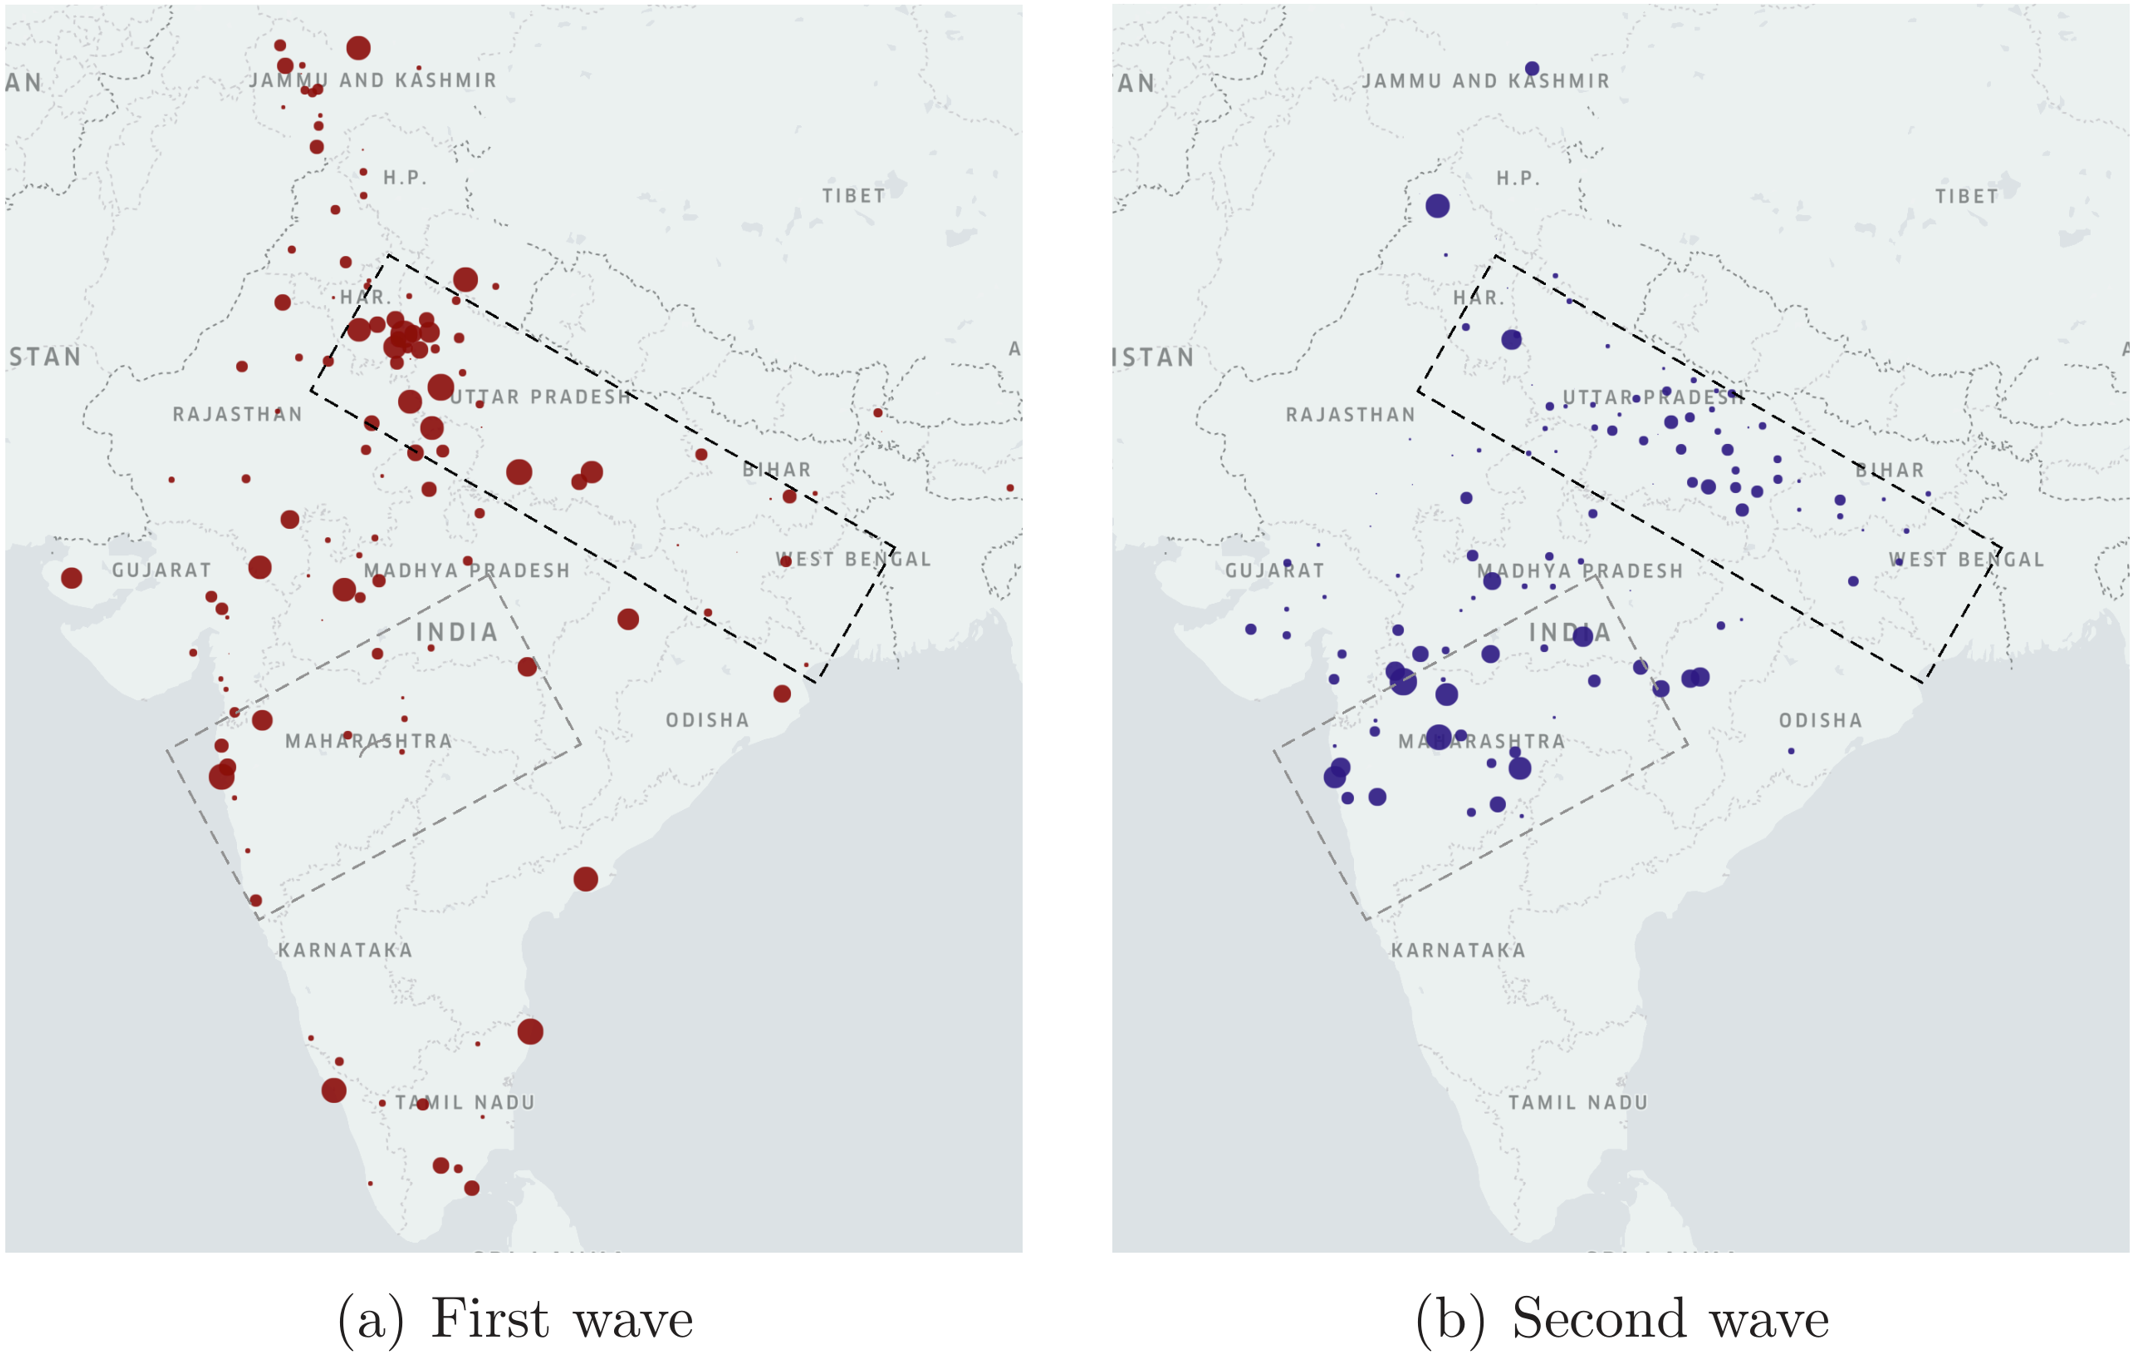 AN
JAMMU AND KASHMIR
H.P.
TIBET
HAR.
STAN
A
UTTAR PRADESH
RAJASTHAN
BIHAR
GUJARAT
MADHYA PRADESH
WEST BENGAL
INDIA
MAHARASHTRA
ODISHA
KARNATAKA
TAMIL NADU
(a) First wave
AN
JAMMU AND KASHMIR
H.P.
TIBET
HAR.
ISTAN
A
UTTAR PRADESH
RAJASTHAN
BIHAR
GUJARAT
MADHYA PRADESH
WEST BENGAL
INDIA
MAHARASHTRA
ODISHA
KARNATAKA
TAMIL NADU
(b) Second wave